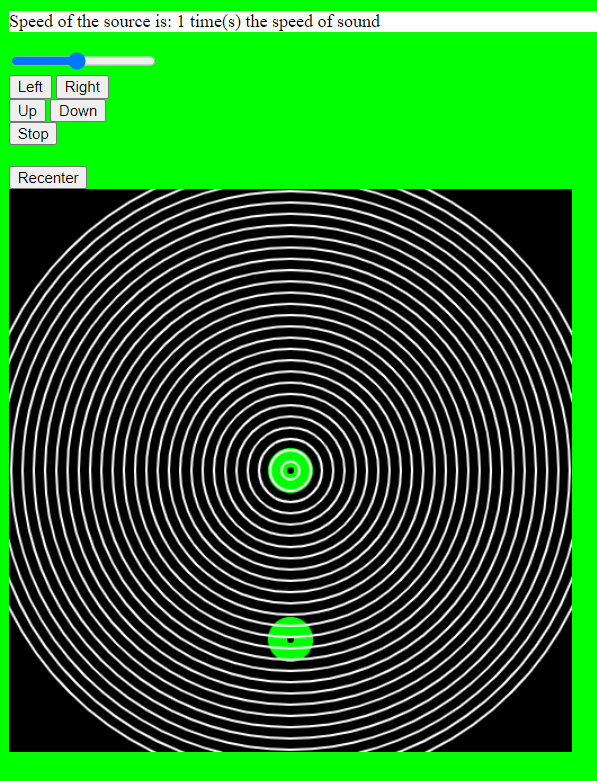 Speed of the source is: 1 time(s) the speed of sound
Left Right
Up Down
Stop
Recenter